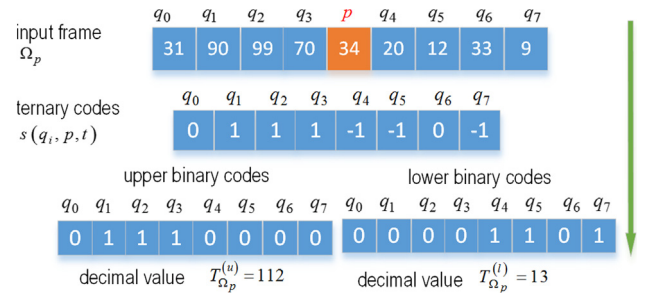 q0 q1 q2 q3 p q4 q5 q6 q7
input frame
Ωp
31 90 99 70 34 20 12 33 9
ternary codes
s(qi, p, t)
q0 q1 q2 q3 q4 q5 q6 q7
0 1 1 1 -1 -1 0 -1
upper binary codes
q0 q1 q2 q3 q4 q5 q6 q7
0 1 1 1 0 0 0 0
decimal value T_Ωp^(u) = 112
lower binary codes
q0 q1 q2 q3 q4 q5 q6 q7
0 0 0 0 1 1 0 1
decimal value T_Ωp^(l) = 13